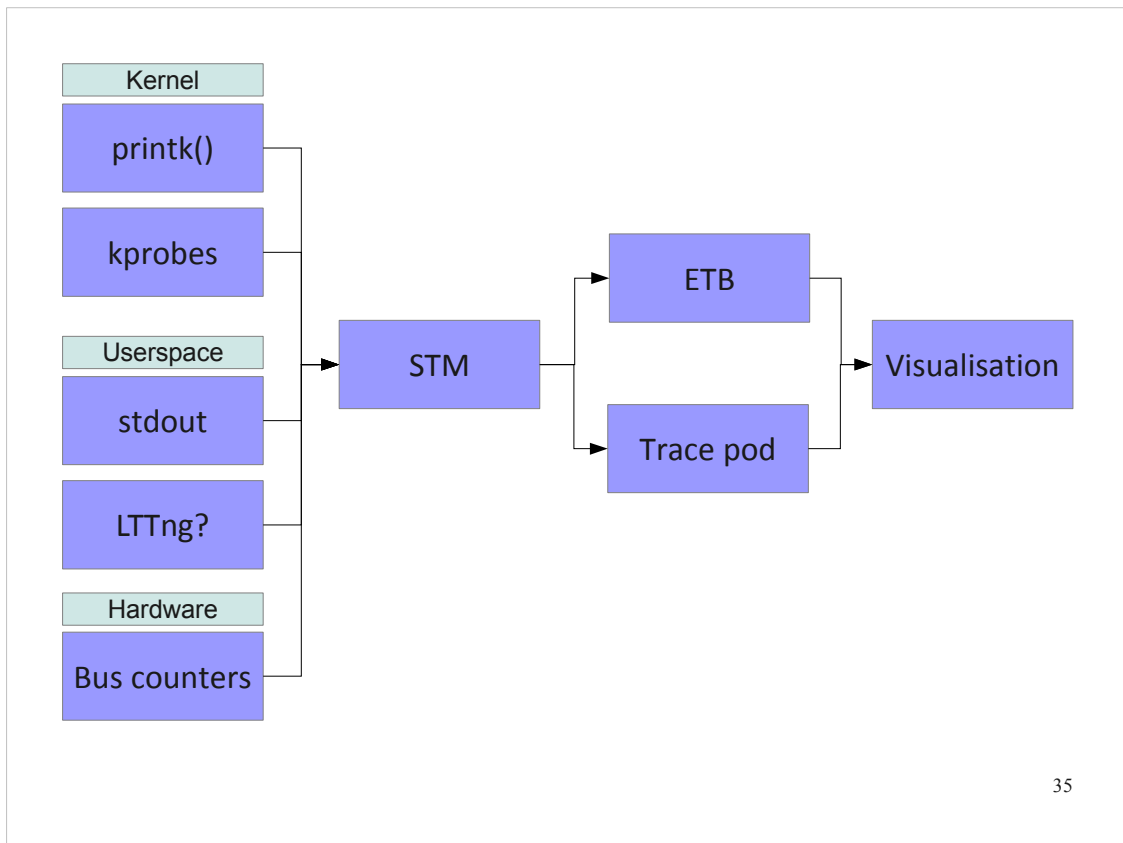 Kernel
printk()
kprobes
Userspace
stdout
LTTng?
Hardware
Bus counters
STM
ETB
Trace pod
Visualisation
35